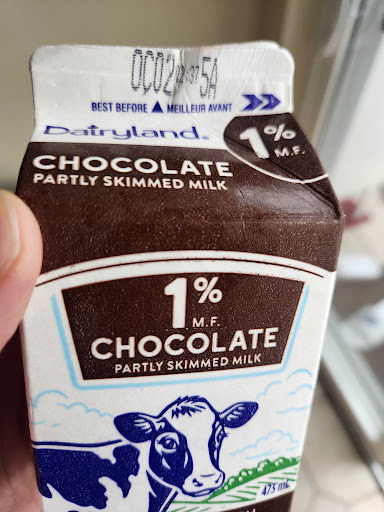 BEST BEFORE MEILLEUR AVANT
Dairyland
1%
M.F.
CHOCOLATE
PARTLY SKIMMED MILK
1%
M.F.
CHOCOLATE
PARTLY SKIMMED MILK
473 mL